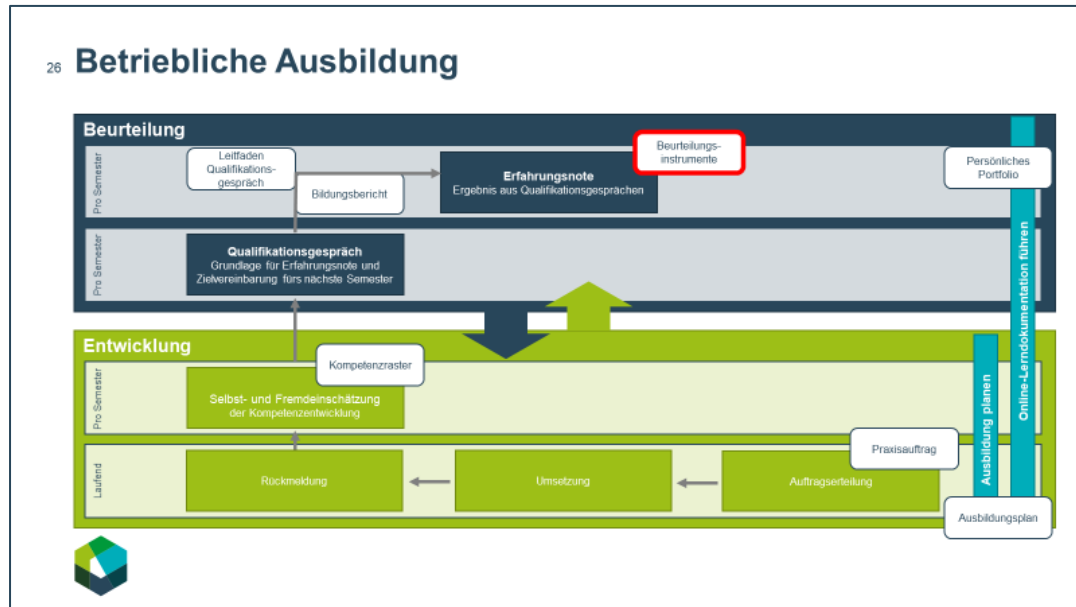 26 Betriebliche Ausbildung
Beurteilung
Pro Semester
Leitfaden
Qualifikations-
gespräch
Bildungsbericht
Erfahrungsnote
Ergebnis aus Qualifikationsgesprächen
Beurteilungs-
instrumente
Persönliches
Portfolio
Pro Semester
Qualifikationsgespräch
Grundlage für Erfahrungsnote und
Zielvereinbarung fürs nächste Semester
Online-Lerndokumentation führen
Entwicklung
Pro Semester
Kompetenzraster
Selbst- und Fremdeinschätzung
der Kompetenzentwicklung
Ausbildung planen
Laufend
Rückmeldung
Umsetzung
Praxisauftrag
Auftragserteilung
Ausbildungsplan